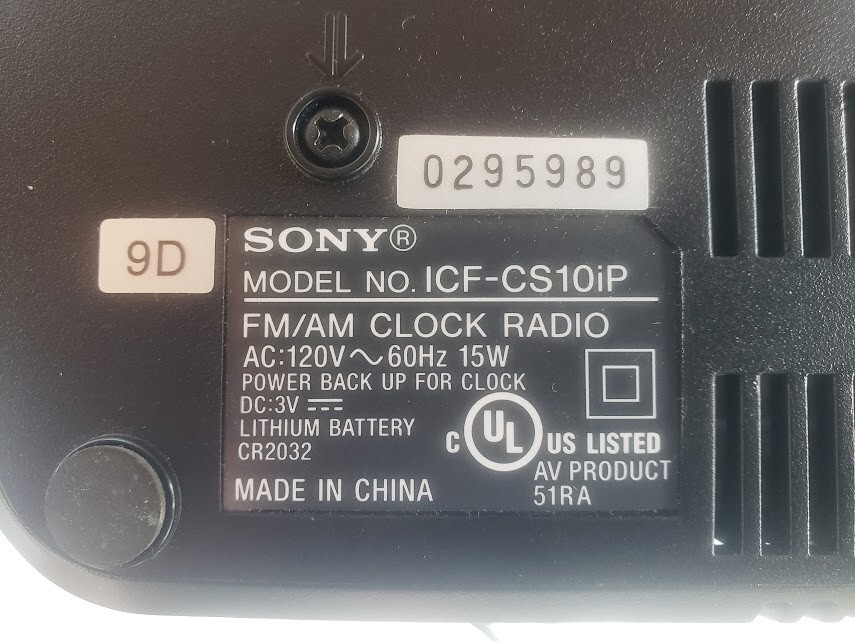 0295989
9D
SONY®
MODEL NO. ICF-CS10iP
FM/AM CLOCK RADIO
AC:120V～60Hz 15W
POWER BACK UP FOR CLOCK
DC:3V ⎓
LITHIUM BATTERY
CR2032
C UL US LISTED
AV PRODUCT
51RA
MADE IN CHINA